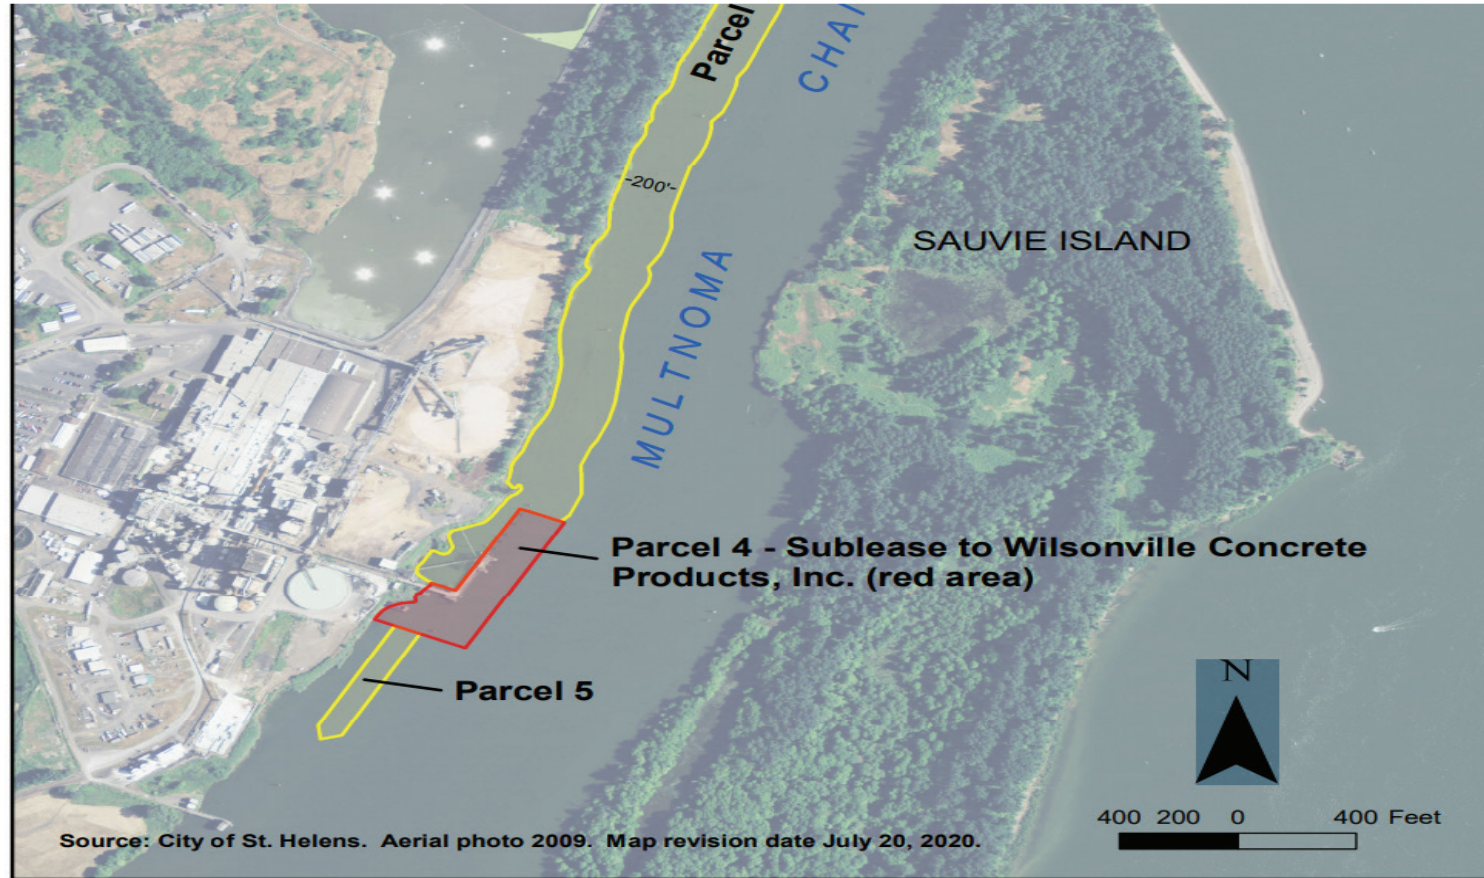 Parcel
CHA
-200'-
SAUVIE ISLAND
MULTNOMA
Parcel 4 - Sublease to Wilsonville Concrete
Products, Inc. (red area)
Parcel 5
N
400 200 0 400 Feet
Source: City of St. Helens. Aerial photo 2009. Map revision date July 20, 2020.